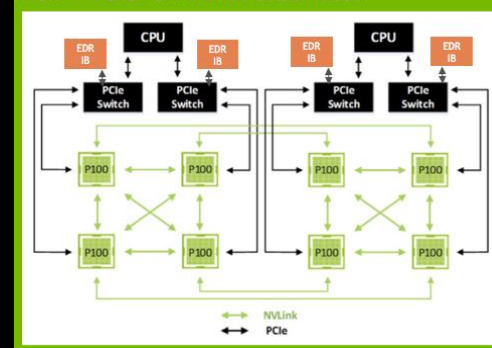 CPU
CPU
EDR
IB
EDR
IB
EDR
IB
EDR
IB
PCIe
Switch
PCIe
Switch
PCIe
Switch
PCIe
Switch
P100
P100
P100
P100
P100
P100
P100
P100
NVLink
PCIe